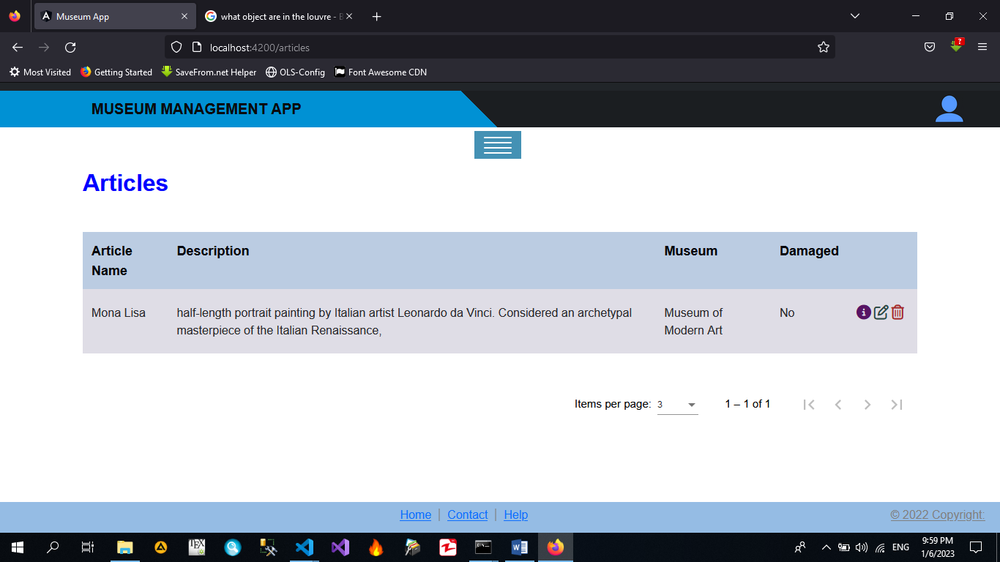 Museum App
what object are in the louvre - B
localhost:4200/articles
Most Visited
Getting Started
SaveFrom.net Helper
OLS-Config
Font Awesome CDN
?
MUSEUM MANAGEMENT APP
Articles
Article Name
Description
Museum
Damaged
Mona Lisa
half-length portrait painting by Italian artist Leonardo da Vinci. Considered an archetypal
masterpiece of the Italian Renaissance,
Museum of
Modern Art
No
Items per page: 3
1 – 1 of 1
Home | Contact | Help
© 2022 Copyright:
TEX
ENG
9:59 PM
1/6/2023